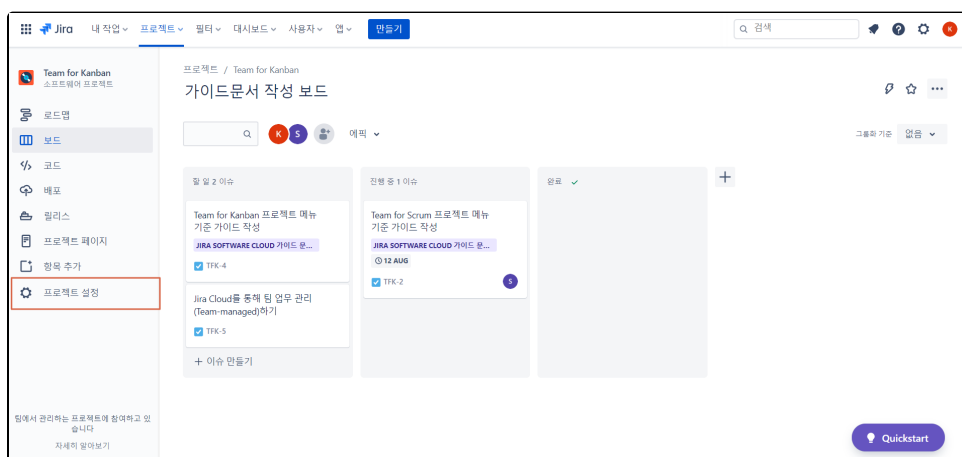 Jira 내 작업 프로젝트 필터 대시보드 사용자 앱 만들기 검색 K
Team for Kanban
소프트웨어 프로젝트
로드맵
보드
코드
배포
릴리스
프로젝트 페이지
항목 추가
프로젝트 설정
팀에서 관리하는 프로젝트에 참여하고 있
습니다
자세히 알아보기
프로젝트 / Team for Kanban
가이드문서 작성 보드
K S 에픽 그룹화 기준 없음
할 일 2 이슈
Team for Kanban 프로젝트 메뉴
기준 가이드 작성
JIRA SOFTWARE CLOUD 가이드 문...
TFK-4
Jira Cloud를 통해 팀 업무 관리
(Team-managed)하기
TFK-5
+ 이슈 만들기
진행 중 1 이슈
Team for Scrum 프로젝트 메뉴
기준 가이드 작성
JIRA SOFTWARE CLOUD 가이드 문...
12 AUG
TFK-2 S
완료
Quickstart